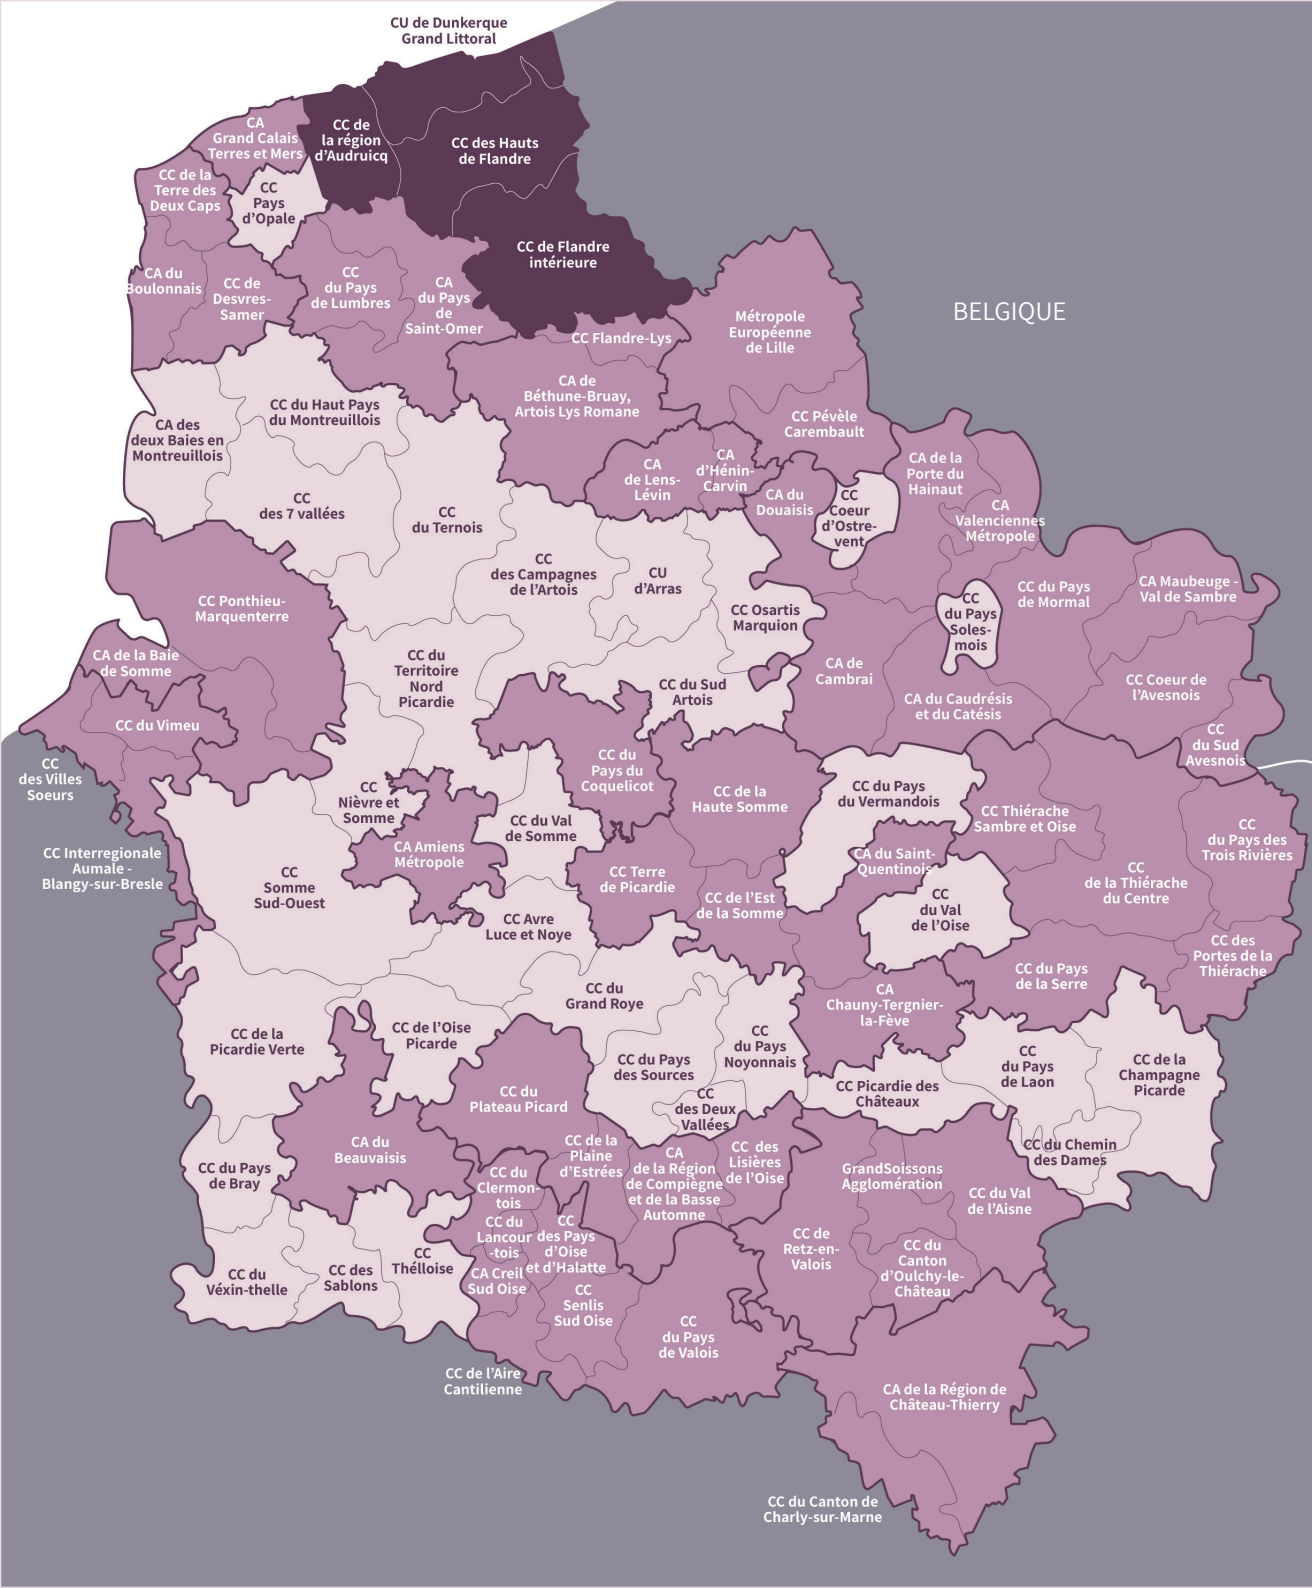 CU de Dunkerque
Grand Littoral
CA
Grand Calais
Terres et Mers
CC de
la région
d'Audruicq
CC des Hauts
de Flandre
CC de la
Terre des
Deux Caps
CC
Pays
d'Opale
CC de Flandre
intérieure
CA du
Boulonnais
CC de
Desvres-
Samer
CC
du Pays
de Lumbres
CA
du Pays
de
Saint-Omer
BELGIQUE
CC Flandre-Lys
Métropole
Européenne
de Lille
CA de
Béthune-Bruay,
Artois Lys Romane
CC du Haut Pays
du Montreuillois
CA des
deux Baies en
Montreuillois
CC Pévèle
Carembault
CA
de Lens-
Lévin
CA
d'Hénin-
Carvin
CA du
Douaisis
CC
Coeur
d'Ostre-
vent
CA de la
Porte du
Hainaut
CA
Valenciennes
Métropole
CC
des 7 vallées
CC
du Ternois
CC
des Campagnes
de l'Artois
CU
d'Arras
CC Osartis
Marquion
CC
du Pays
Soles-
mois
CC du Pays
de Mormal
CA Maubeuge -
Val de Sambre
CC Ponthieu-
Marquenterre
CA de la Baie
de Somme
CC du
Territoire
Nord
Picardie
CC du Sud
Artois
CA de
Cambrai
CA du Caudrésis
et du Catésis
CC Coeur de
l'Avesnois
CC du Vimeu
CC
du Sud
Avesnois
CC
des Villes
Soeurs
CC
Nièvre et
Somme
CC du
Pays du
Coquelicot
CC de la
Haute Somme
CC du Pays
du Vermandois
CC Thiérache
Sambre et Oise
CC
du Pays des
Trois Rivières
CC Interregionale
Aumale -
Blangy-sur-Bresle
CA Amiens
Métropole
CC du Val
de Somme
CA du Saint-
Quentinois
CC
Somme
Sud-Ouest
CC Terre
de Picardie
CC de l'Est
de la Somme
CC
du Val
de l'Oise
CC
de la Thiérache
du Centre
CC Avre
Luce et Noye
CC des
Portes de la
Thiérache
CC du Pays
de la Serre
CC du
Grand Roye
CA
Chauny-Tergnier-
la-Fève
CC de la
Picardie Verte
CC de l'Oise
Picarde
CC du Pays
des Sources
CC
du Pays
Noyonnais
CC
du Pays
de Laon
CC de la
Champagne
Picarde
CC du
Plateau Picard
CC
des Deux
Vallées
CC Picardie des
Châteaux
CA du
Beauvaisis
CC de la
Plaine
d'Estrées
CA
de la Région
de Compiègne
et de la Basse
Automne
CC des
Lisières
de l'Oise
GrandSoissons
Agglomération
CC du Chemin
des Dames
CC du Pays
de Bray
CC du
Clermon-
tois
CC du Val
de l'Aisne
CC du
Lancour
-tois
CC
des Pays
d'Oise
et d'Halatte
CC de
Retz-en-
Valois
CC du
Canton
d'Oulchy-le-
Château
CC du
Véxin-thelle
CC des
Sablons
CC
Thélloise
CA Creil
Sud Oise
CC
Senlis
Sud Oise
CC
du Pays
de Valois
CC de l'Aire
Cantilienne
CA de la Région de
Château-Thierry
CC du Canton de
Charly-sur-Marne